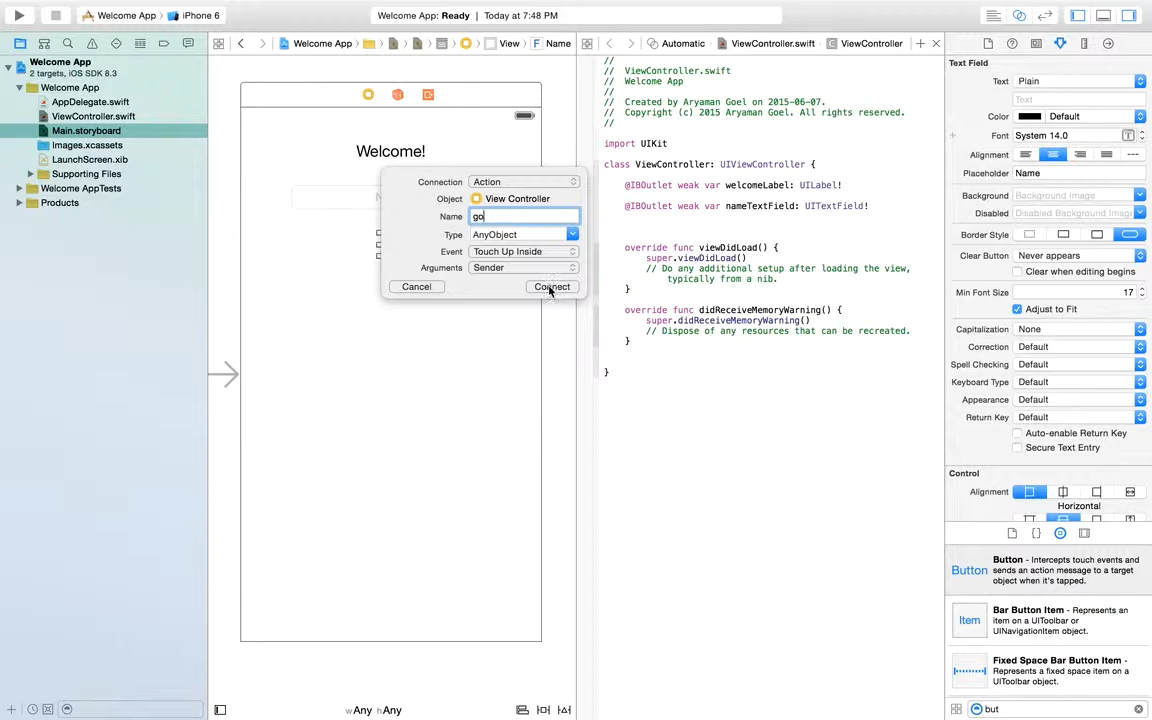 Welcome App
iPhone 6
Welcome App: Ready | Today at 7:48 PM
Welcome App
View
F Name
Automatic
ViewController.swift
C ViewController
Welcome App
2 targets, iOS SDK 8.3
Welcome App
AppDelegate.swift
ViewController.swift
Main.storyboard
Images.xcassets
LaunchScreen.xib
Supporting Files
Welcome AppTests
Products
Welcome!
Connection
Action
Object
View Controller
Name
go
Type
AnyObject
Event
Touch Up Inside
Arguments
Sender
Cancel
Connect
wAny hAny
//
// ViewController.swift
// Welcome App
//
// Created by Aryaman Goel on 2015-06-07.
// Copyright (c) 2015 Aryaman Goel. All rights reserved.
//
import UIKit
class ViewController: UIViewController {
@IBOutlet weak var welcomeLabel: UILabel!
@IBOutlet weak var nameTextField: UITextField!
override func viewDidLoad() {
super.viewDidLoad()
// Do any additional setup after loading the view,
typically from a nib.
}
override func didReceiveMemoryWarning() {
super.didReceiveMemoryWarning()
// Dispose of any resources that can be recreated.
}
}
Text Field
Text
Plain
Text
Color
Default
Font
System 14.0
Alignment
Placeholder
Name
Background
Background Image
Disabled
Disabled Background Image
Border Style
Clear Button
Never appears
Clear when editing begins
Min Font Size
17
Adjust to Fit
Capitalization
None
Correction
Default
Spell Checking
Default
Keyboard Type
Default
Appearance
Default
Return Key
Default
Auto-enable Return Key
Secure Text Entry
Control
Alignment
Horizontal
Button
Button - Intercepts touch events and
sends an action message to a target
object when it's tapped.
Item
Bar Button Item - Represents an
item on a UIToolbar or
UINavigationItem object.
Fixed Space Bar Button Item -
Represents a fixed space item on a
UIToolbar object.
but